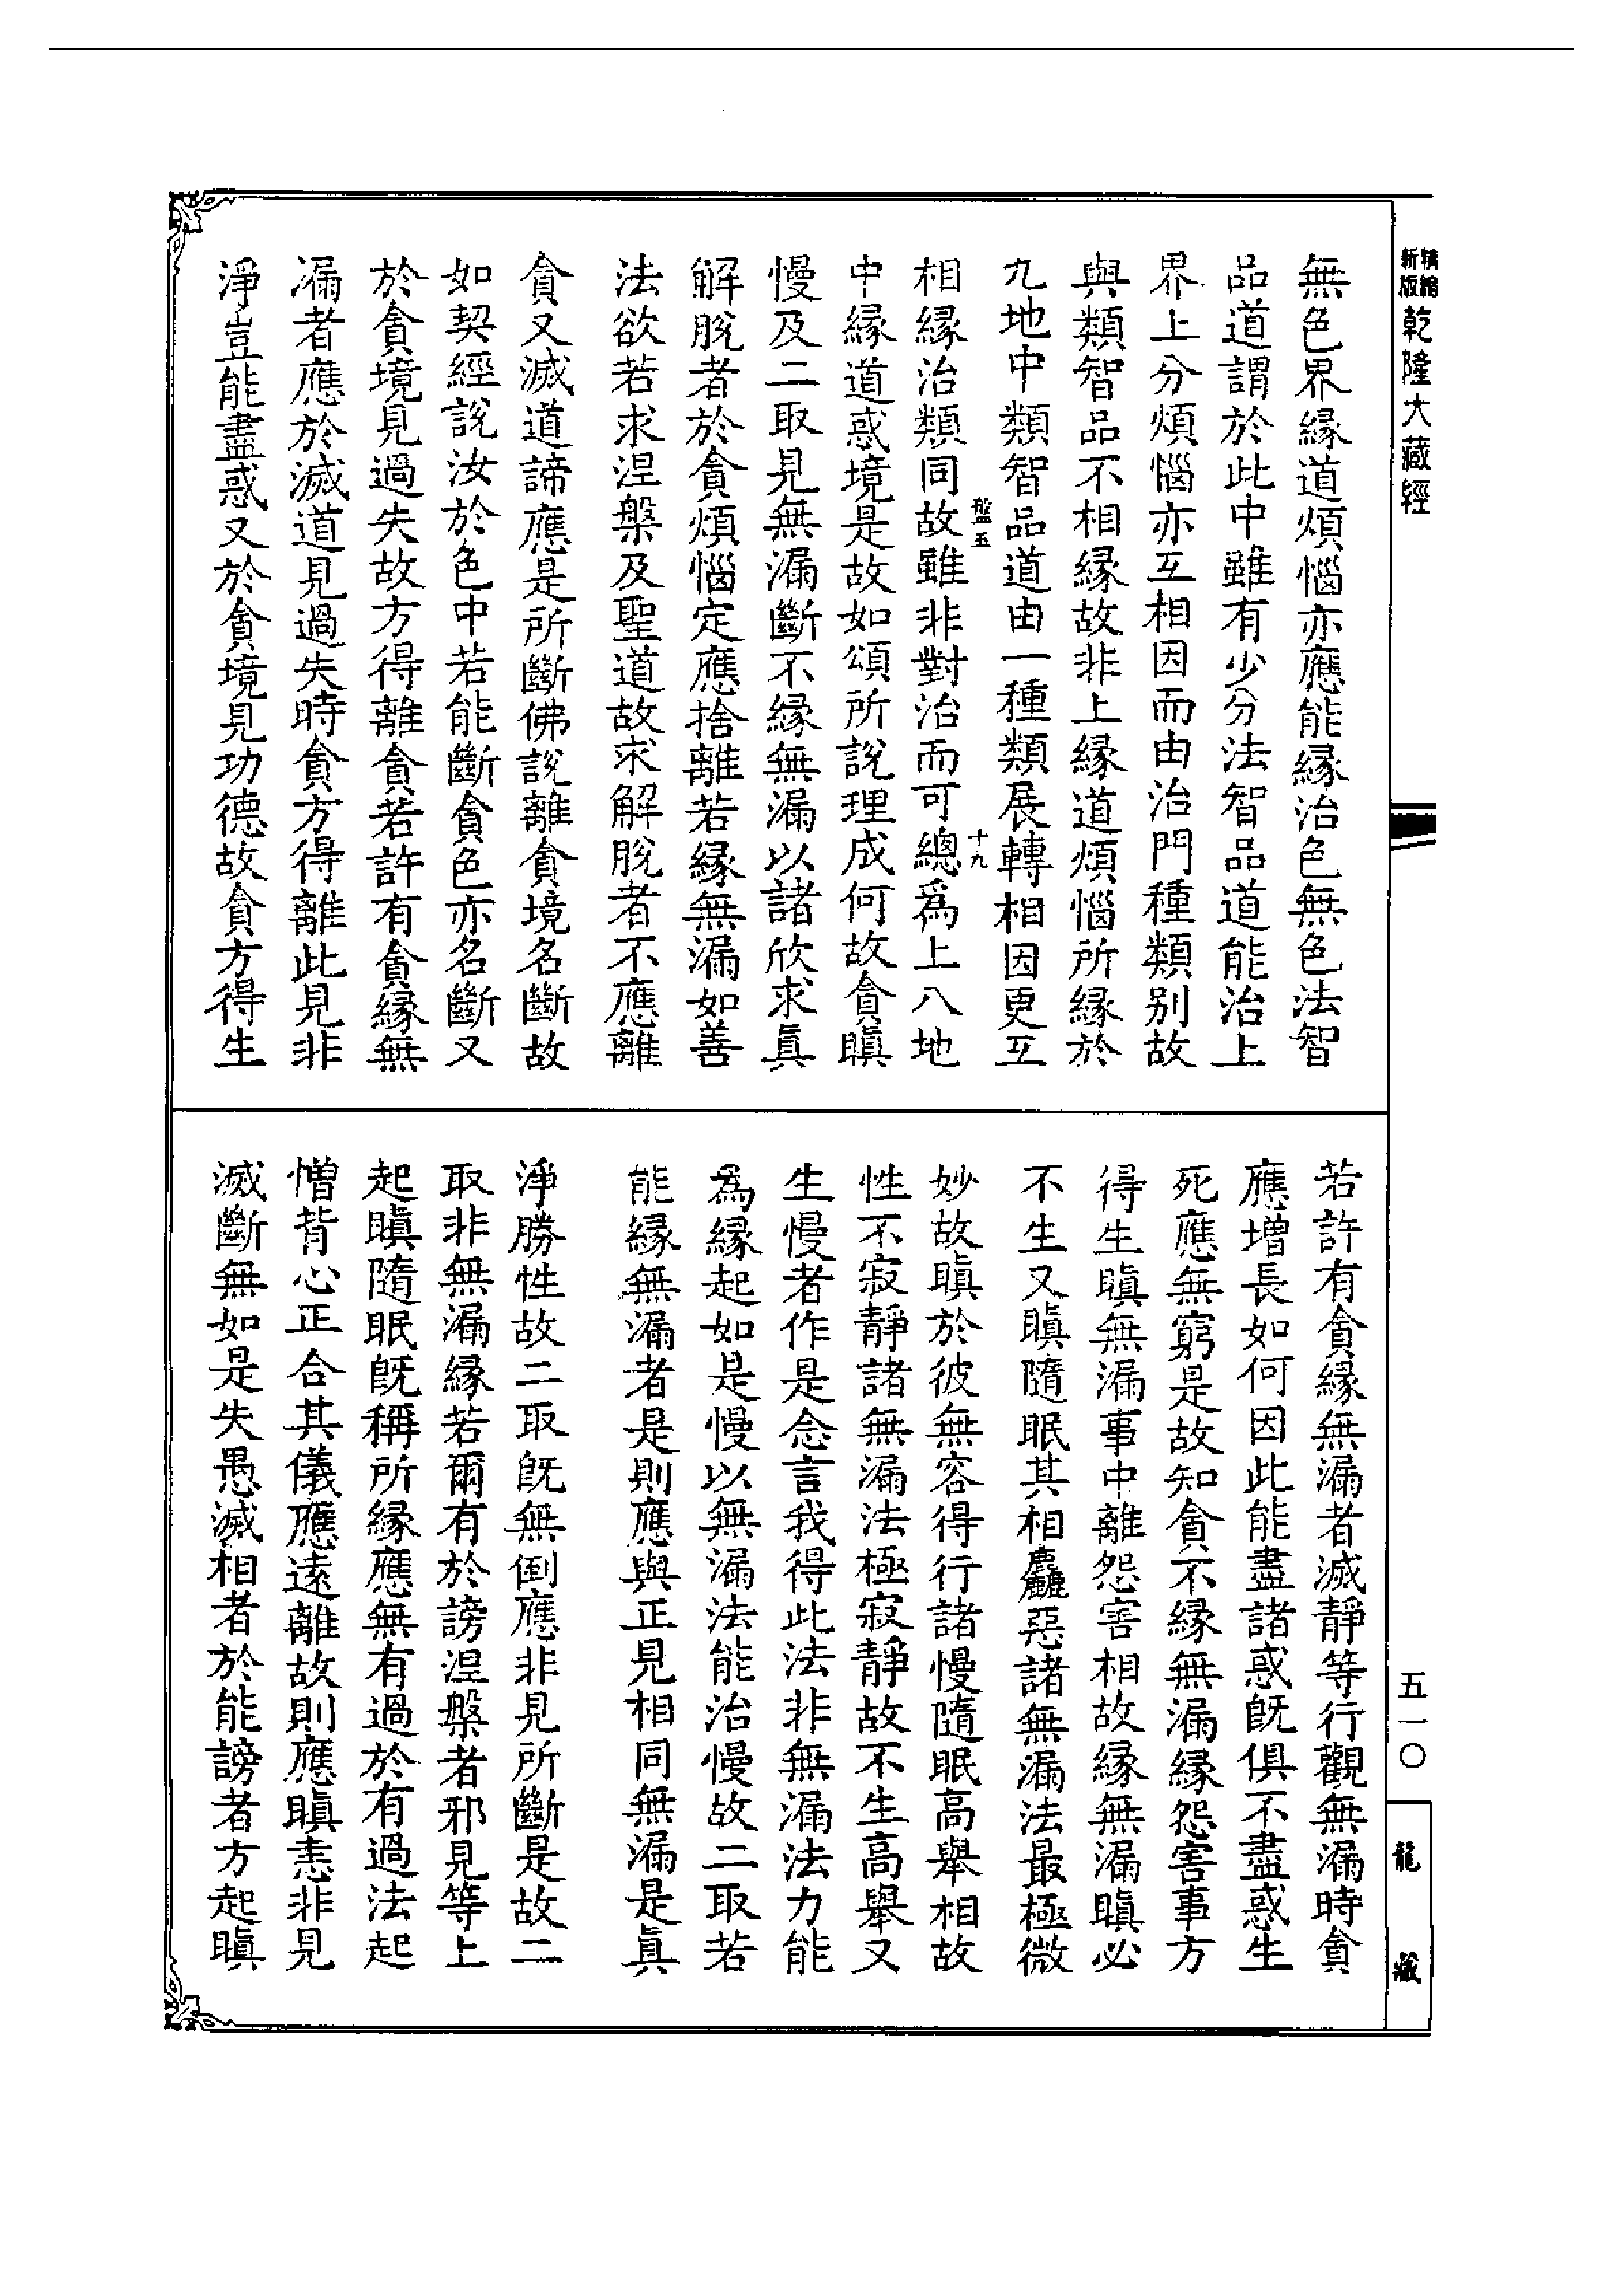 精縮新版乾隆大藏經
無色界緣道煩惱亦應能緣治色無色法智
品道謂於此中雖有少分法智品道能治上
界上分煩惱亦互相因而由治門種類別故
與類智品不相緣故非上緣道煩惱所緣於
九地中類智品道由一種類展轉相因更互
盤五
十九
相緣治類同故雖非對治而可總爲上八地
中緣道惑境是故如頌所說理成何故貪瞋
慢及二取見無漏斷不緣無漏以諸欣求眞
解脫者於貪煩惱定應捨離若緣無漏如善
法欲若求涅槃及聖道故求解脫者不應離
貪又滅道諦應是所斷佛說離貪境名斷故
如契經說汝於色中若能斷貪色亦名斷又
於貪境見過失故方得離貪若許有貪緣無
漏者應於滅道見過失時貪方得離此見非
淨豈能盡惑又於貪境見功德故貪方得生
若許有貪緣無漏者滅靜等行觀無漏時貪
應增長如何因此能盡諸惑旣俱不盡惑生
死應無窮是故知貪不緣無漏緣怨害事方
得生瞋無漏事中離怨害相故緣無漏瞋必
不生又瞋隨眠其相麤惡諸無漏法最極微
妙故瞋於彼無容得行諸慢隨眠高舉相故
性不寂靜諸無漏法極寂靜故不生高舉又
生慢者作是念言我得此法非無漏法力能
爲緣起如是慢以無漏法能治慢故二取若
能緣無漏者是則應與正見相同無漏是眞
淨勝性故二取旣無倒應非見所斷是故二
取非無漏緣若爾有於謗涅槃者邪見等上
起瞋隨眠旣稱所緣應無有過於有過法起
憎背心正合其儀應遠離故則應瞋恚非見
滅斷無如是失愚滅相者於能謗者方起瞋
五一〇
龍藏